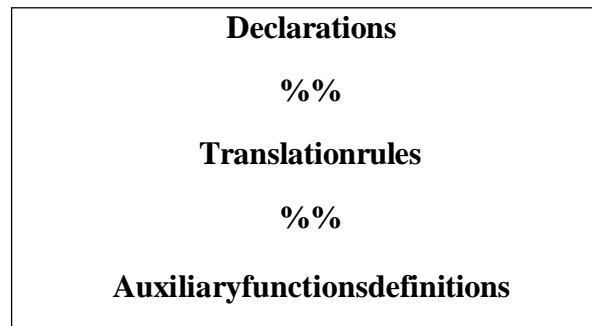 Declarations
%%
Translationrules
%%
Auxiliaryfunctionsdefinitions